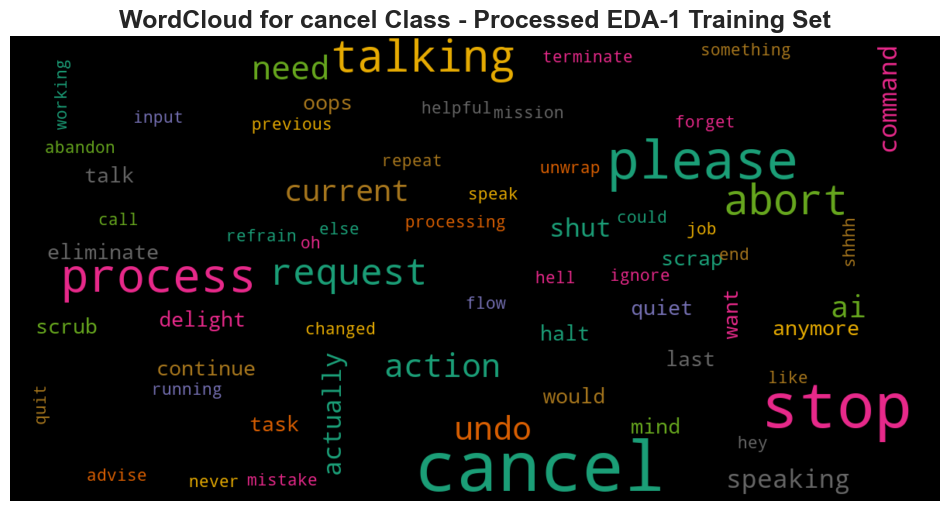 WordCloud for cancel Class - Processed EDA-1 Training Set
talking
need
something
terminate
command
working
oops
helpful
mission
input
previous
forget
abandon
repeat
unwrap
please
talk
current
speak
abort
call
refrain
else
oh
processing
shut
could
job
shhhh
eliminate
scrap
end
process
request
hell
ignore
flow
quiet
want
ai
scrub
delight
changed
halt
anymore
continue
action
last
running
actually
would
like
quit
stop
task
undo
mind
hey
cancel
advise
never
mistake
speaking